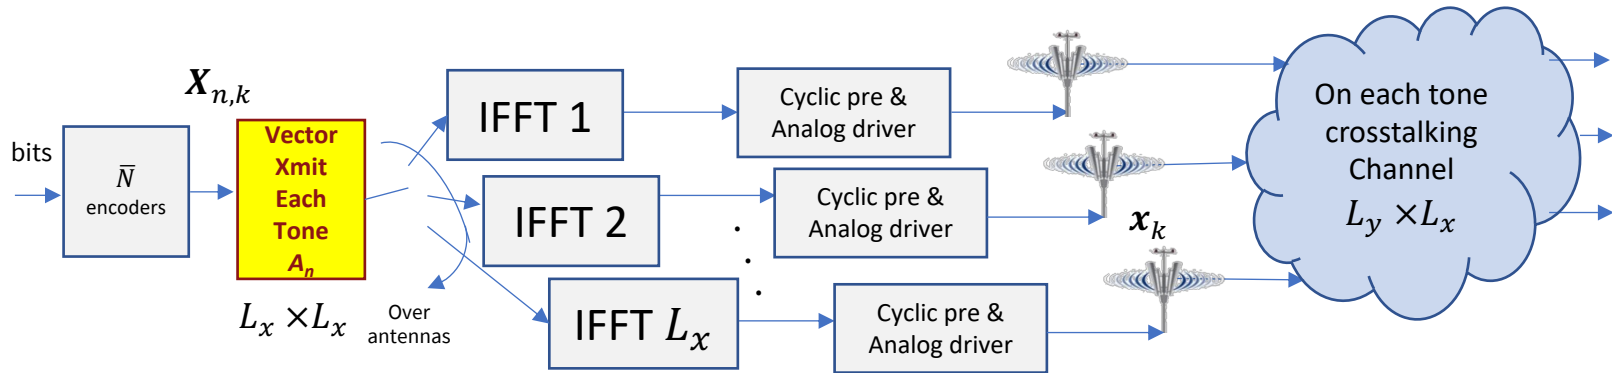 bits
N̅
encoders
X_{n,k}
Vector
Xmit
Each
Tone
A_n
L_x × L_x
Over
antennas
IFFT 1
Cyclic pre &
Analog driver
IFFT 2
Cyclic pre &
Analog driver
. . .
IFFT L_x
Cyclic pre &
Analog driver
x_k
On each tone
crosstalking
Channel
L_y × L_x